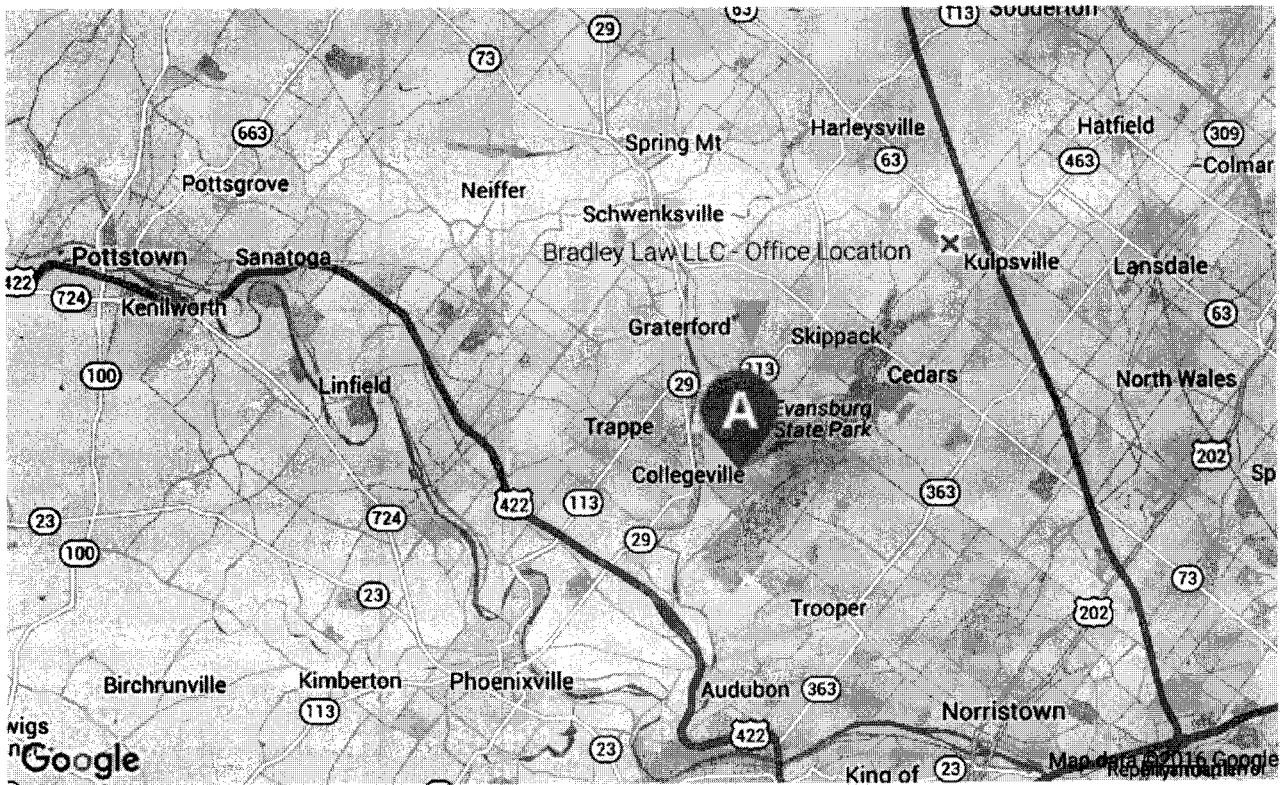 63
113
Souderton
29
73
663
Harleysville
Hatfield
309
Spring Mt
63
463
Colmar
Pottsgrove
Neiffer
Schwenksville
Pottstown
Sanatoga
Bradley Law LLC - Office Location
Kulpsville
Lansdale
422
724
Kenilworth
63
Graterford
Skippack
100
29
113
Cedars
North Wales
Linfield
A
Evansburg
State Park
Trappe
202
Collegeville
Sp
422
113
363
23
724
100
29
23
73
Trooper
202
Birchrunville
Kimberton
Phoenixville
Audubon
363
113
Norristown
wigs
422
23
Google
King of
23
Map data ©2016 Google